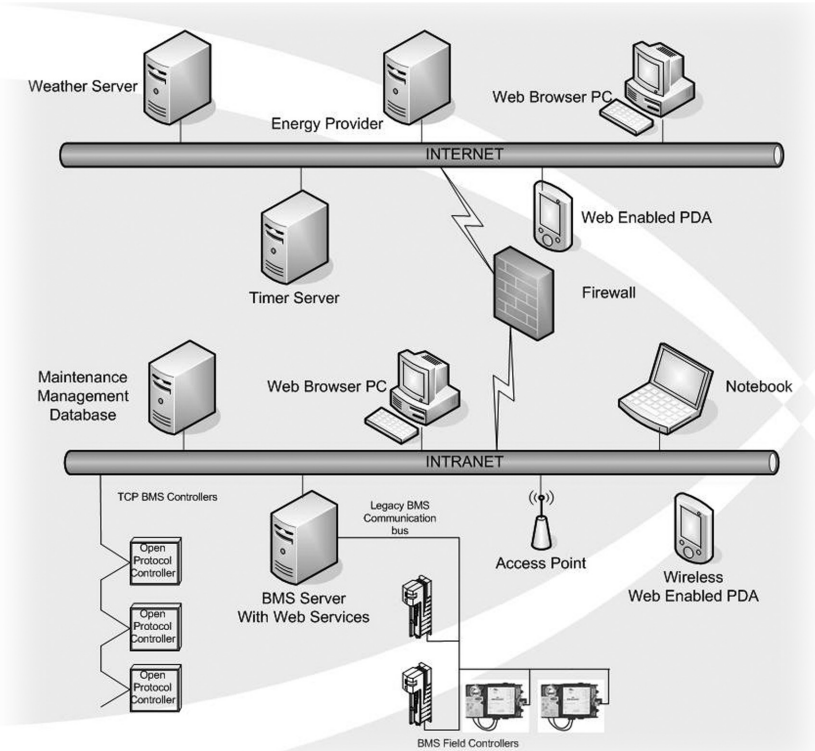 Weather Server
Energy Provider
Web Browser PC
INTERNET
Web Enabled PDA
Timer Server
Firewall
Maintenance
Management
Database
Web Browser PC
Notebook
INTRANET
TCP BMS Controllers
Legacy BMS
Communication
bus
Access Point
Wireless
Web Enabled PDA
BMS Server
With Web Services
Open
Protocol
Controller
Open
Protocol
Controller
Open
Protocol
Controller
BMS Field Controllers